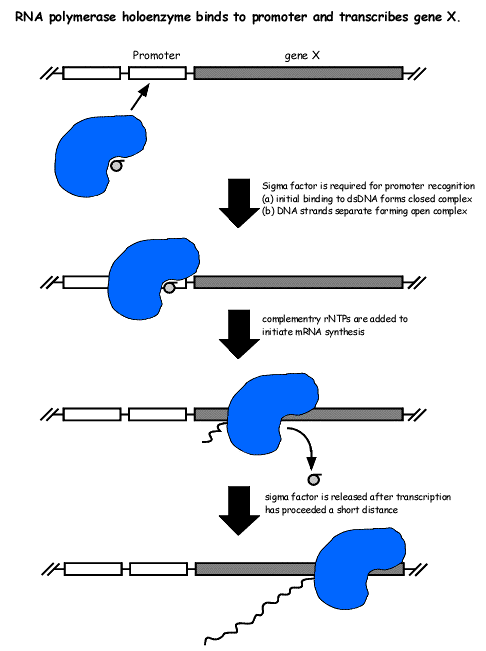 RNA polymerase holoenzyme binds to promoter and transcribes gene X.
Promoter
gene X
Sigma factor is required for promoter recognition
(a) initial binding to dsDNA forms closed complex
(b) DNA strands separate forming open complex
complementry rNTPs are added to
initiate mRNA synthesis
sigma factor is released after transcription
has proceeded a short distance